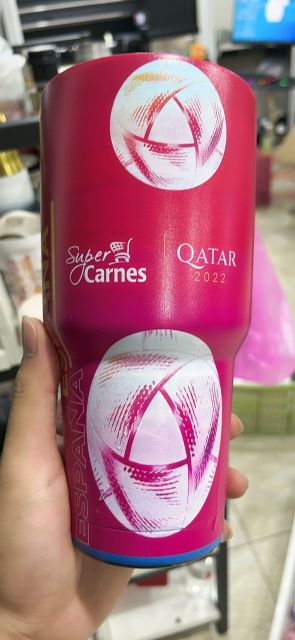 Super
Carnes
QATAR
2022
ESPAÑA